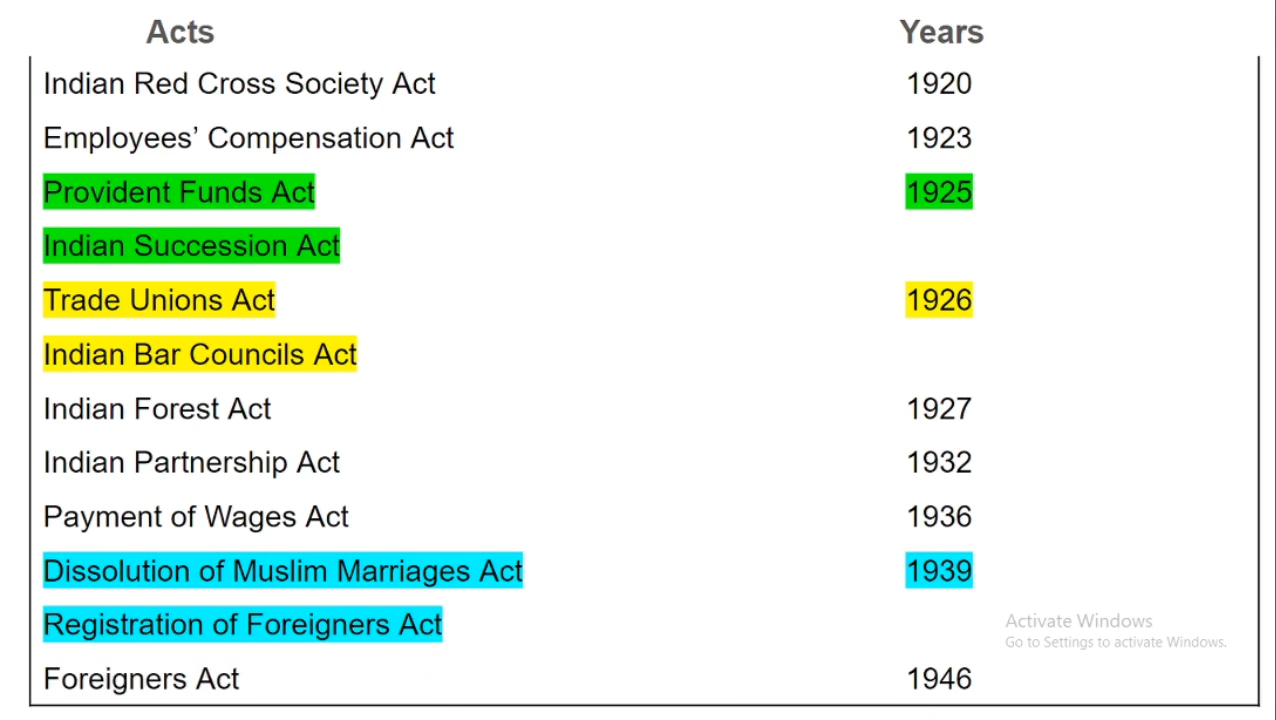 Acts Years
Indian Red Cross Society Act 1920
Employees’ Compensation Act 1923
Provident Funds Act 1925
Indian Succession Act
Trade Unions Act 1926
Indian Bar Councils Act
Indian Forest Act 1927
Indian Partnership Act 1932
Payment of Wages Act 1936
Dissolution of Muslim Marriages Act 1939
Registration of Foreigners Act
Activate Windows
Go to Settings to activate Windows.
Foreigners Act 1946